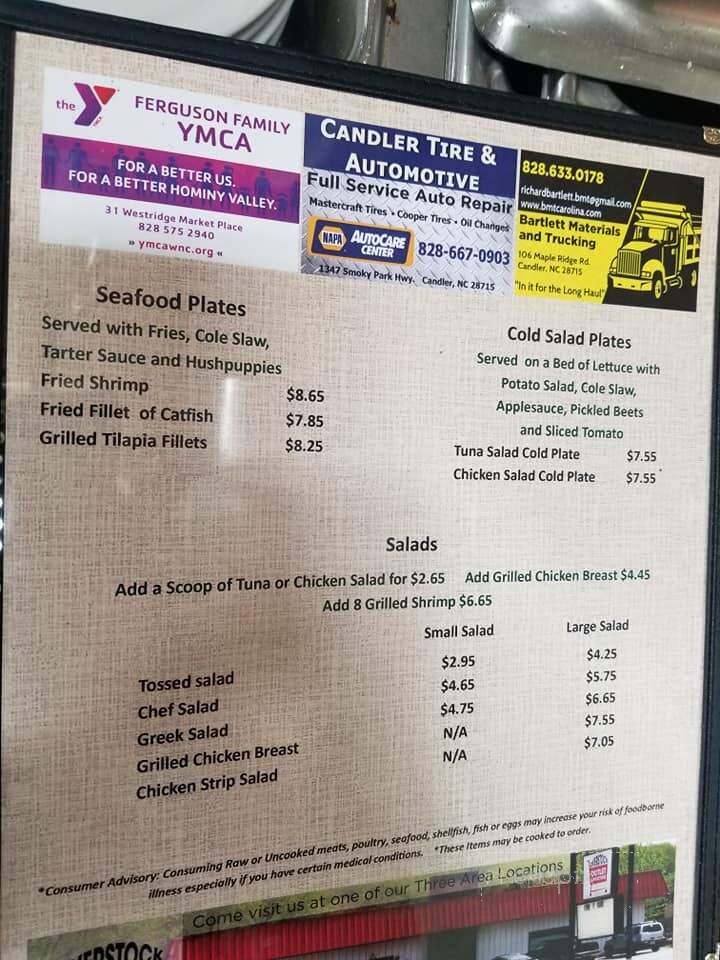 the
YMCA
FERGUSON FAMILY
YMCA
FOR A BETTER US.
FOR A BETTER HOMINY VALLEY.
31 Westridge Market Place
828 575 2940
» ymcawnc.org «
CANDLER TIRE &
AUTOMOTIVE
Full Service Auto Repair
Mastercraft Tires • Cooper Tires • Oil Changes
NAPA AUTOCARE
CENTER
828-667-0903
1347 Smoky Park Hwy. Candler, NC 28715
828.633.0178
richardbartlett.bmt@gmail.com
www.bmtcarolina.com
Bartlett Materials
and Trucking
106 Maple Ridge Rd.
Candler, NC 28715
"In it for the Long Haul"
Seafood Plates
Served with Fries, Cole Slaw,
Tarter Sauce and Hushpuppies
Fried Shrimp $8.65
Fried Fillet of Catfish $7.85
Grilled Tilapia Fillets $8.25
Cold Salad Plates
Served on a Bed of Lettuce with
Potato Salad, Cole Slaw,
Applesauce, Pickled Beets
and Sliced Tomato
Tuna Salad Cold Plate $7.55
Chicken Salad Cold Plate $7.55
Salads
Add a Scoop of Tuna or Chicken Salad for $2.65 Add Grilled Chicken Breast $4.45
Add 8 Grilled Shrimp $6.65
Small Salad Large Salad
Tossed salad $2.95 $4.25
Chef Salad $4.65 $5.75
Greek Salad $4.75 $6.65
Grilled Chicken Breast N/A $7.55
Chicken Strip Salad N/A $7.05
*Consumer Advisory: Consuming Raw or Uncooked meats, poultry, seafood, shellfish, fish or eggs may increase your risk of foodborne
illness especially if you have certain medical conditions. *These Items may be cooked to order.
Come visit us at one of our Three Area Locations
OUTLET